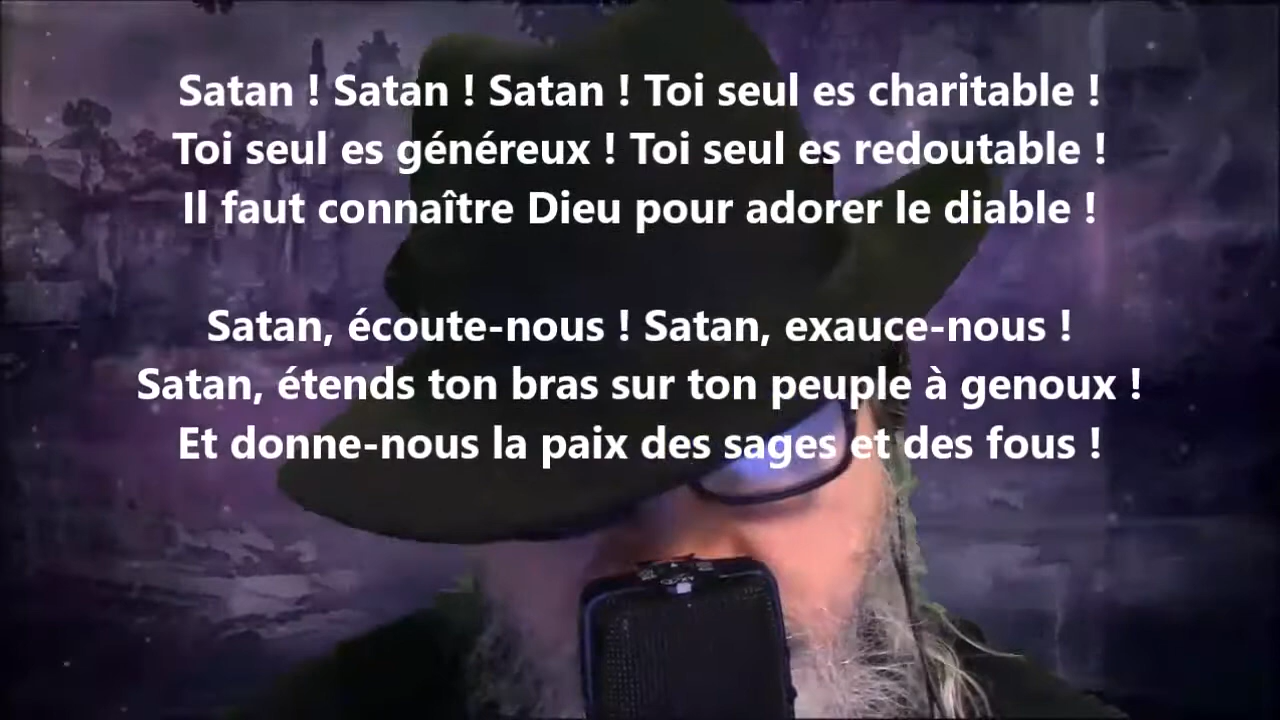 Satan ! Satan ! Satan ! Toi seul es charitable !
Toi seul es généreux ! Toi seul es redoutable !
Il faut connaître Dieu pour adorer le diable !
Satan, écoute-nous ! Satan, exauce-nous !
Satan, étends ton bras sur ton peuple à genoux !
Et donne-nous la paix des sages et des fous !